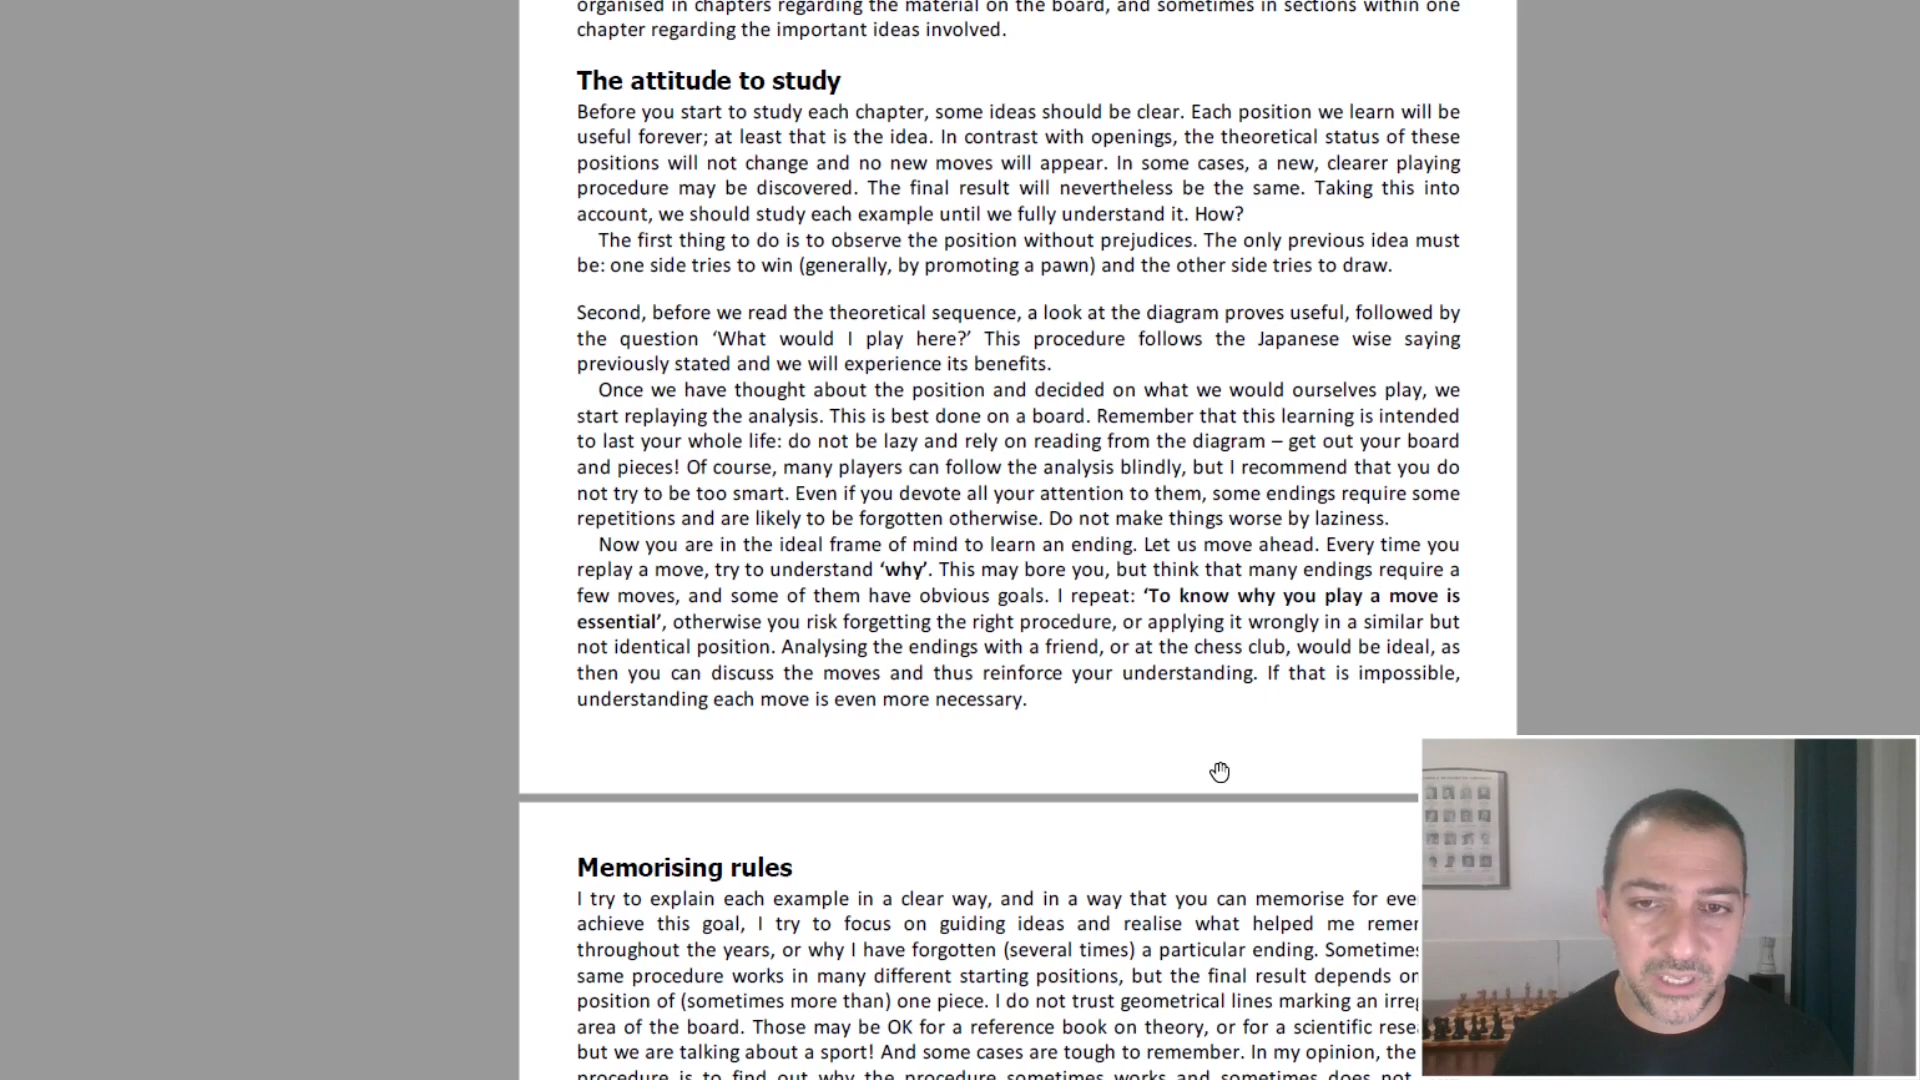 organised in chapters regarding the material on the board, and sometimes in sections within one
chapter regarding the important ideas involved.
The attitude to study
Before you start to study each chapter, some ideas should be clear. Each position we learn will be
useful forever; at least that is the idea. In contrast with openings, the theoretical status of these
positions will not change and no new moves will appear. In some cases, a new, clearer playing
procedure may be discovered. The final result will nevertheless be the same. Taking this into
account, we should study each example until we fully understand it. How?
The first thing to do is to observe the position without prejudices. The only previous idea must
be: one side tries to win (generally, by promoting a pawn) and the other side tries to draw.
Second, before we read the theoretical sequence, a look at the diagram proves useful, followed by
the question ‘What would I play here?’ This procedure follows the Japanese wise saying
previously stated and we will experience its benefits.
Once we have thought about the position and decided on what we would ourselves play, we
start replaying the analysis. This is best done on a board. Remember that this learning is intended
to last your whole life: do not be lazy and rely on reading from the diagram – get out your board
and pieces! Of course, many players can follow the analysis blindly, but I recommend that you do
not try to be too smart. Even if you devote all your attention to them, some endings require some
repetitions and are likely to be forgotten otherwise. Do not make things worse by laziness.
Now you are in the ideal frame of mind to learn an ending. Let us move ahead. Every time you
replay a move, try to understand ‘why’. This may bore you, but think that many endings require a
few moves, and some of them have obvious goals. I repeat: ‘To know why you play a move is
essential’, otherwise you risk forgetting the right procedure, or applying it wrongly in a similar but
not identical position. Analysing the endings with a friend, or at the chess club, would be ideal, as
then you can discuss the moves and thus reinforce your understanding. If that is impossible,
understanding each move is even more necessary.
Memorising rules
I try to explain each example in a clear way, and in a way that you can memorise for eve
achieve this goal, I try to focus on guiding ideas and realise what helped me remer
throughout the years, or why I have forgotten (several times) a particular ending. Sometimes
same procedure works in many different starting positions, but the final result depends or
position of (sometimes more than) one piece. I do not trust geometrical lines marking an irre
area of the board. Those may be OK for a reference book on theory, or for a scientific rese
but we are talking about a sport! And some cases are tough to remember. In my opinion, the
procedure is to find out why the procedure sometimes works and sometimes does not